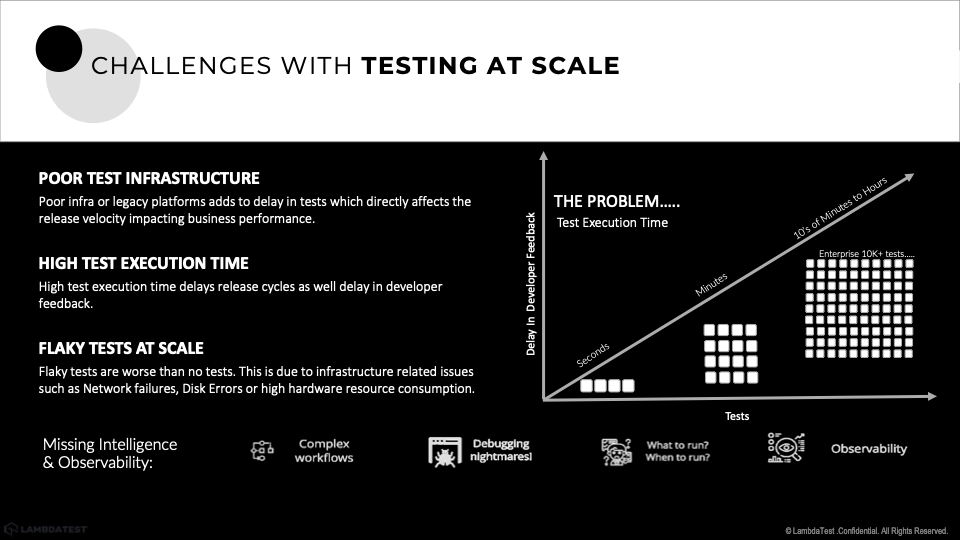 CHALLENGES WITH TESTING AT SCALE
POOR TEST INFRASTRUCTURE
Poor infra or legacy platforms adds to delay in tests which directly affects the
release velocity impacting business performance.
HIGH TEST EXECUTION TIME
High test execution time delays release cycles as well delay in developer
feedback.
FLAKY TESTS AT SCALE
Flaky tests are worse than no tests. This is due to infrastructure related issues
such as Network failures, Disk Errors or high hardware resource consumption.
THE PROBLEM.....
Test Execution Time
Delay In Developer Feedback
Seconds
Minutes
10's of Minutes to Hours
Enterprise 10K+ tests.....
Tests
Missing Intelligence
& Observability:
Complex
workflows
Debugging
nightmares!
What to run?
When to run?
Observability
LAMBDATEST
© LambdaTest .Confidential. All Rights Reserved.